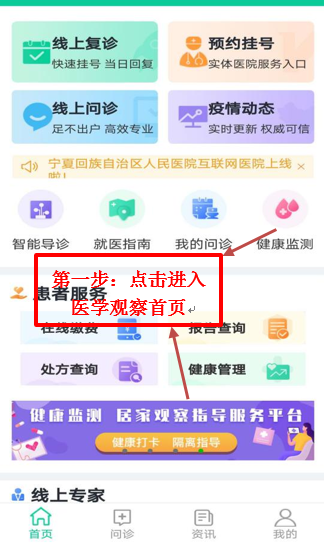 线上复诊
快速挂号 当日回复
预约挂号
实体医院服务入口
线上问诊
足不出户 高效专业
疫情动态
实时更新 权威可信
宁夏回族自治区人民医院互联网医院上线
啦!
智能导诊
就医指南
我的问诊
健康监测
第一步：点击进入
医学观察首页
患者服务
在线缴费
报告查询
处方查询
健康管理
健康监测 居家观察指导服务平台
健康打卡 隔离指导
线上专家
首页
问诊
资讯
我的